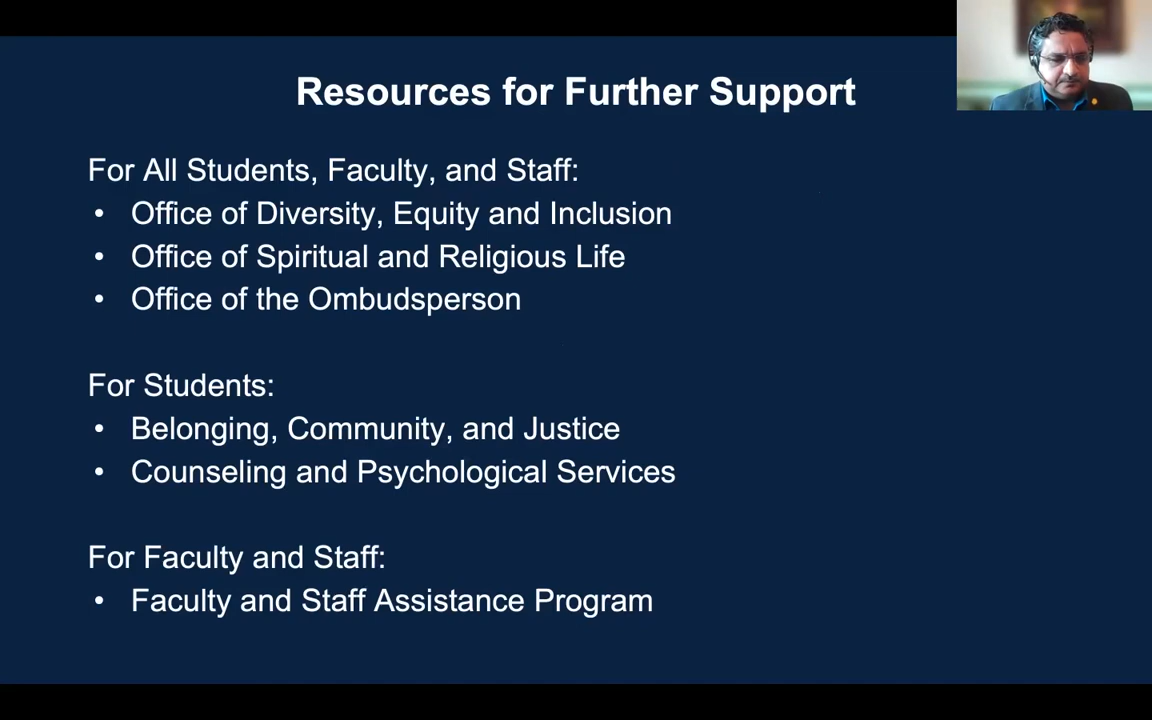 Resources for Further Support
For All Students, Faculty, and Staff:
• Office of Diversity, Equity and Inclusion
• Office of Spiritual and Religious Life
• Office of the Ombudsperson
For Students:
• Belonging, Community, and Justice
• Counseling and Psychological Services
For Faculty and Staff:
• Faculty and Staff Assistance Program